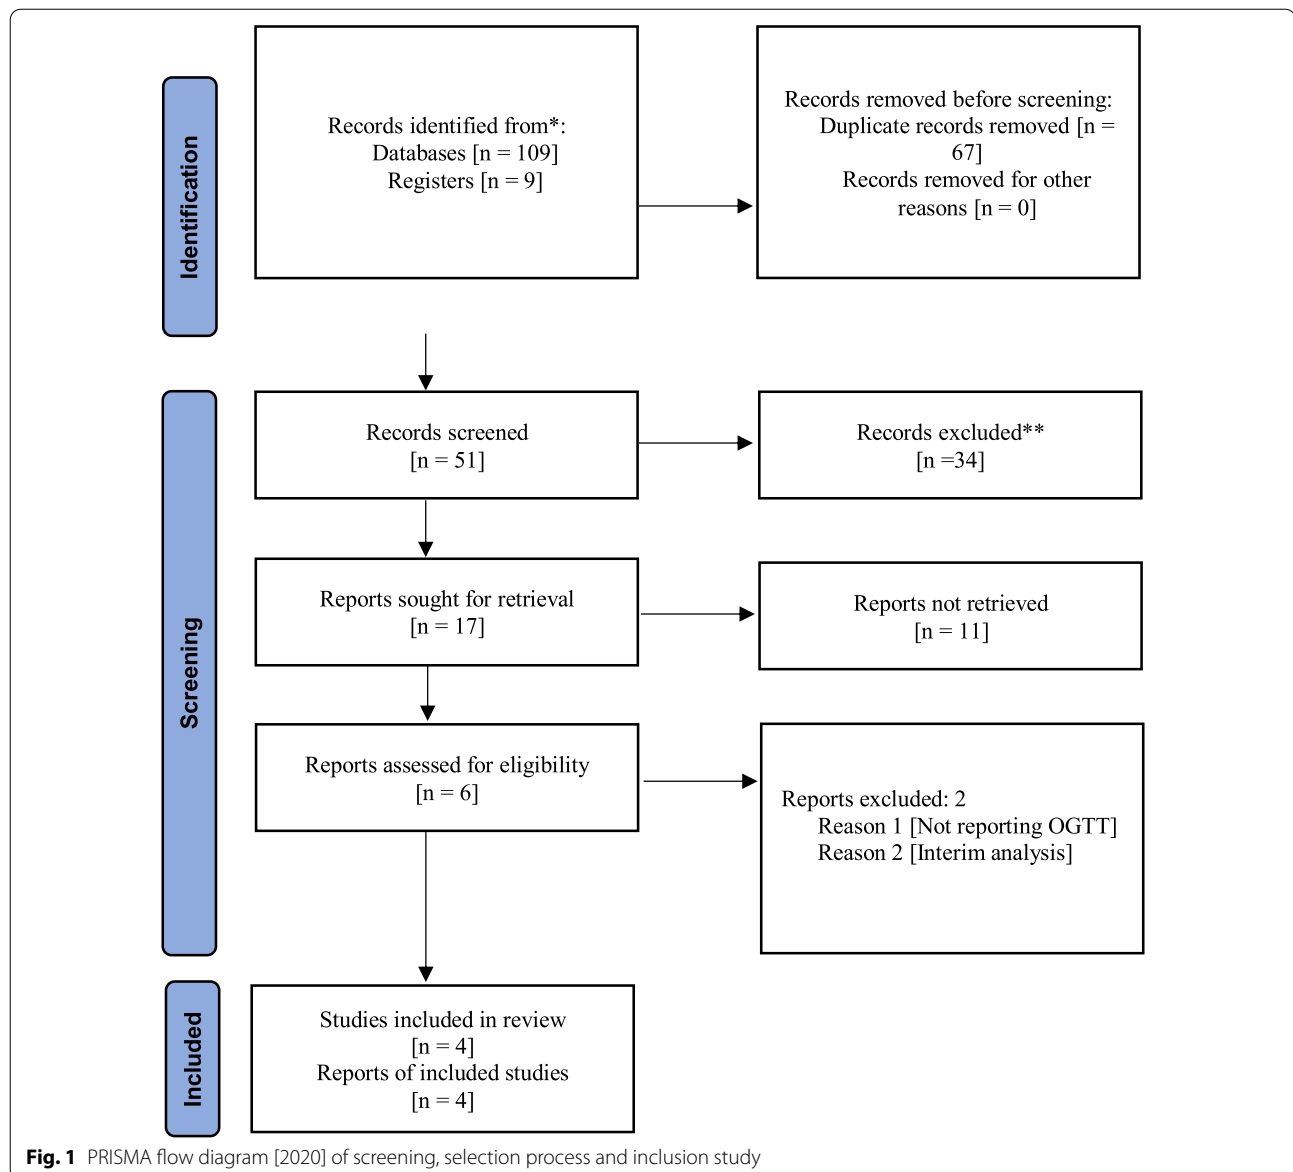 Identification
Records identified from*:
Databases [n = 109]
Registers [n = 9]
Records removed before screening:
Duplicate records removed [n =
67]
Records removed for other
reasons [n = 0]
Screening
Records screened
[n = 51]
Records excluded**
[n =34]
Reports sought for retrieval
[n = 17]
Reports not retrieved
[n = 11]
Reports assessed for eligibility
[n = 6]
Reports excluded: 2
Reason 1 [Not reporting OGTT]
Reason 2 [Interim analysis]
Included
Studies included in review
[n = 4]
Reports of included studies
[n = 4]
Fig. 1 PRISMA flow diagram [2020] of screening, selection process and inclusion study